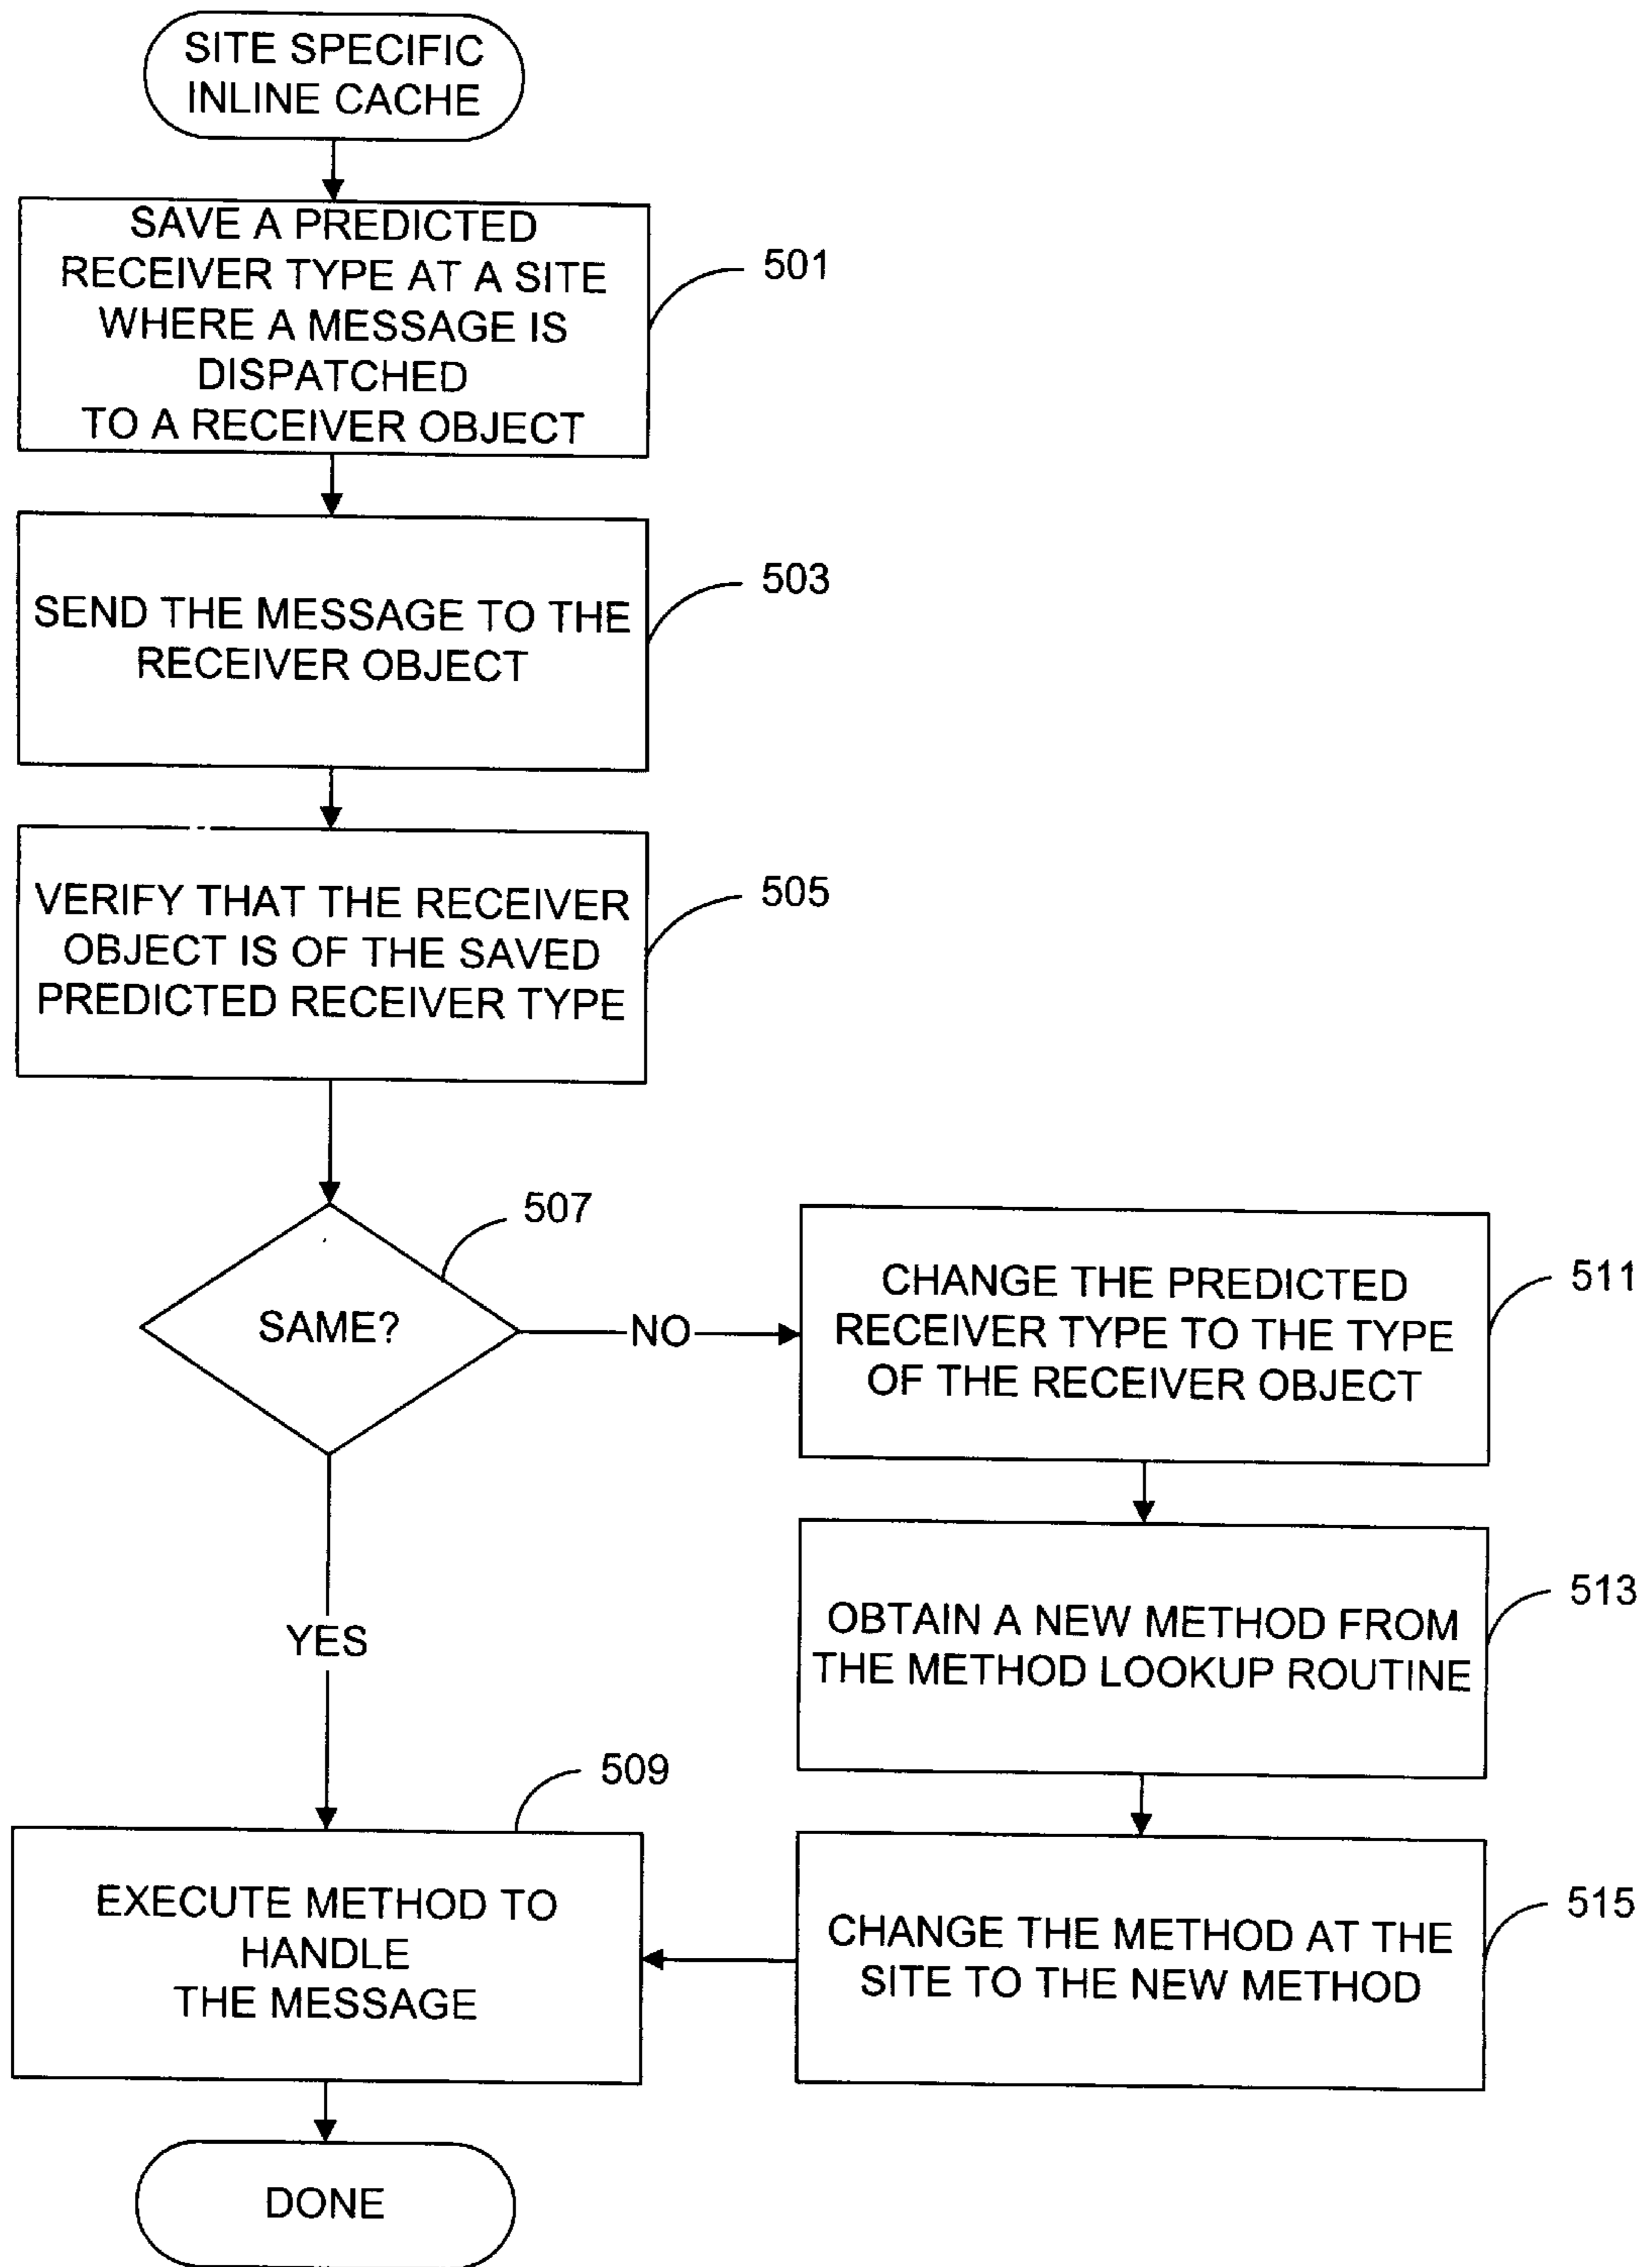 SITE SPECIFIC
INLINE CACHE
SAVE A PREDICTED
RECEIVER TYPE AT A SITE
WHERE A MESSAGE IS
DISPATCHED
TO A RECEIVER OBJECT
501
SEND THE MESSAGE TO THE
RECEIVER OBJECT
503
VERIFY THAT THE RECEIVER
OBJECT IS OF THE SAVED
PREDICTED RECEIVER TYPE
505
SAME?
507
NO
CHANGE THE PREDICTED
RECEIVER TYPE TO THE TYPE
OF THE RECEIVER OBJECT
511
OBTAIN A NEW METHOD FROM
THE METHOD LOOKUP ROUTINE
513
YES
CHANGE THE METHOD AT THE
SITE TO THE NEW METHOD
515
EXECUTE METHOD TO
HANDLE
THE MESSAGE
509
DONE